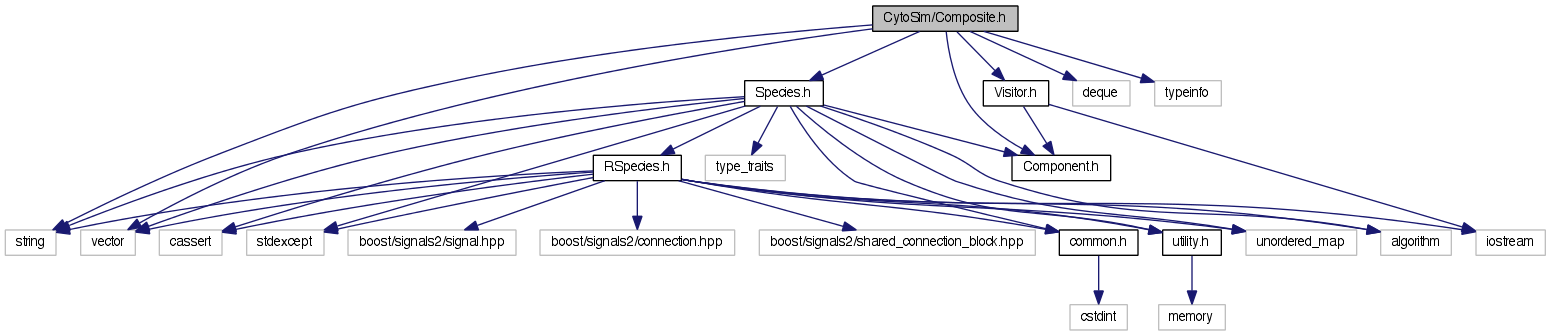 CytoSim/Composite.h
Species.h
Visitor.h
deque
typeinfo
RSpecies.h
type_traits
Component.h
string
vector
cassert
stdexcept
boost/signals2/signal.hpp
boost/signals2/connection.hpp
boost/signals2/shared_connection_block.hpp
common.h
utility.h
unordered_map
algorithm
iostream
cstdint
memory